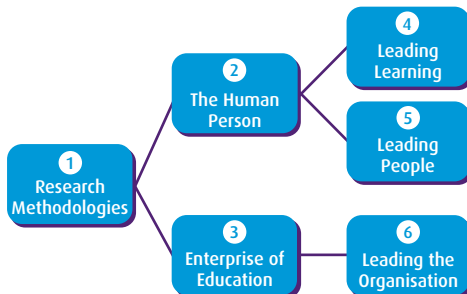 1
Research
Methodologies
2
The Human
Person
3
Enterprise of
Education
4
Leading
Learning
5
Leading
People
6
Leading the
Organisation